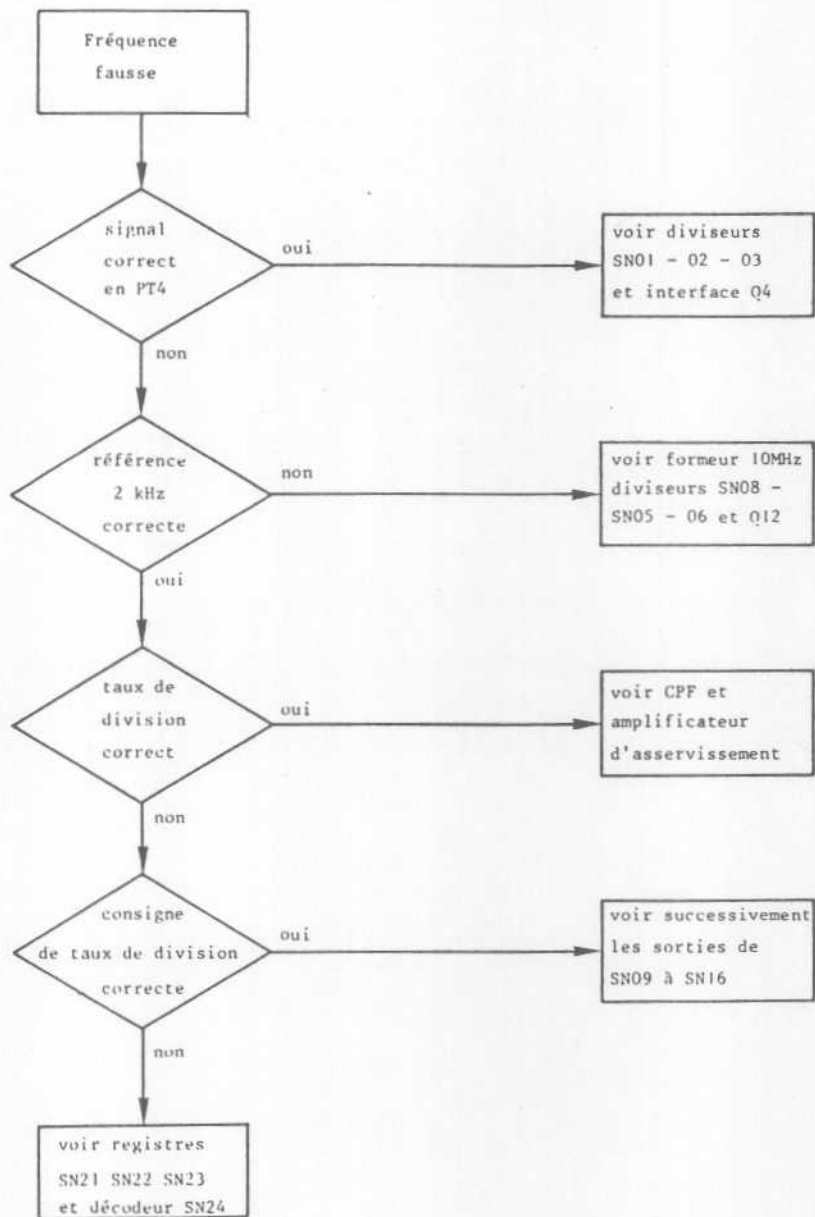 Fréquence
fausse
signal
correct
en PT4
oui
voir diviseurs
SN01 - 02 - 03
et interface Q4
non
référence
2 kHz
correcte
non
voir formeur 10MHz
diviseurs SN08 -
SN05 - 06 et Q12
oui
taux de
division
correct
oui
voir CPF et
amplificateur
d'asservissement
non
consigne
de taux de division
correcte
oui
voir successivement
les sorties de
SN09 à SN16
non
voir registres
SN21 SN22 SN23
et décodeur SN24